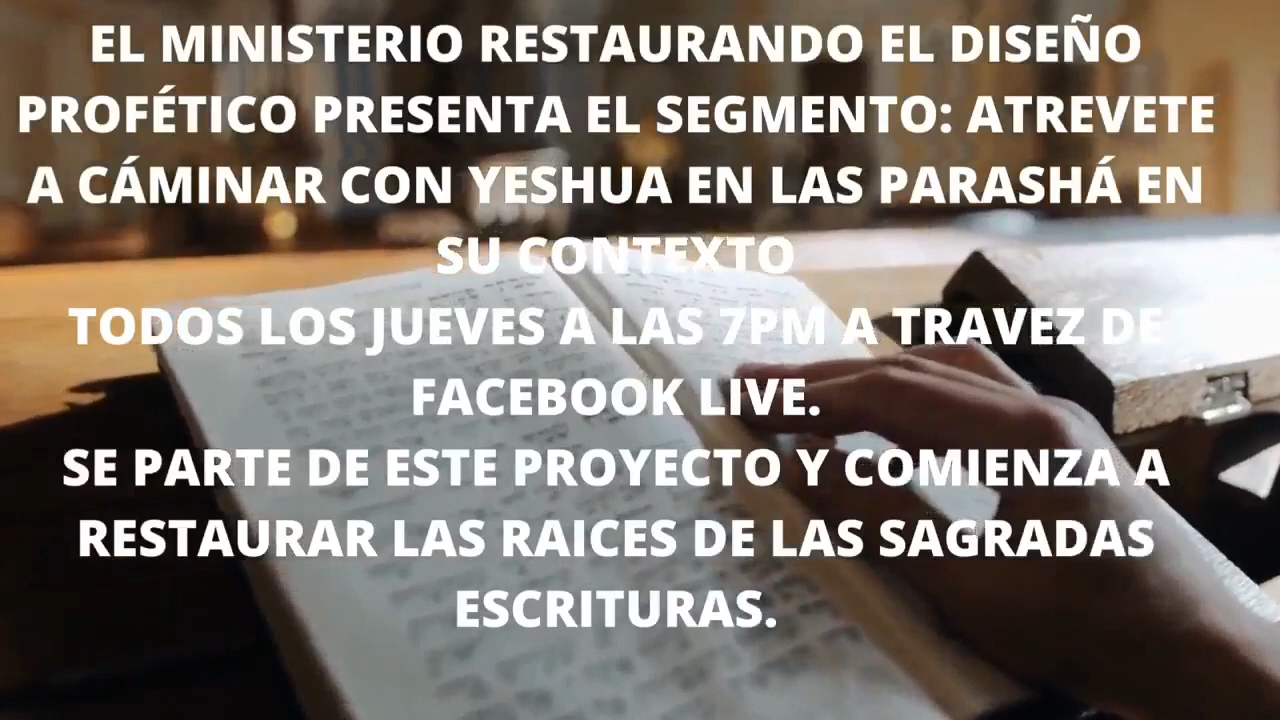 EL MINISTERIO RESTAURANDO EL DISEÑO
PROFÉTICO PRESENTA EL SEGMENTO: ATREVETE
A CÁMINAR CON YESHUA EN LAS PARASHÁ EN
SU CONTEXTO
TODOS LOS JUEVES A LAS 7PM A TRAVEZ DE
FACEBOOK LIVE.
SE PARTE DE ESTE PROYECTO Y COMIENZA A
RESTAURAR LAS RAICES DE LAS SAGRADAS
ESCRITURAS.